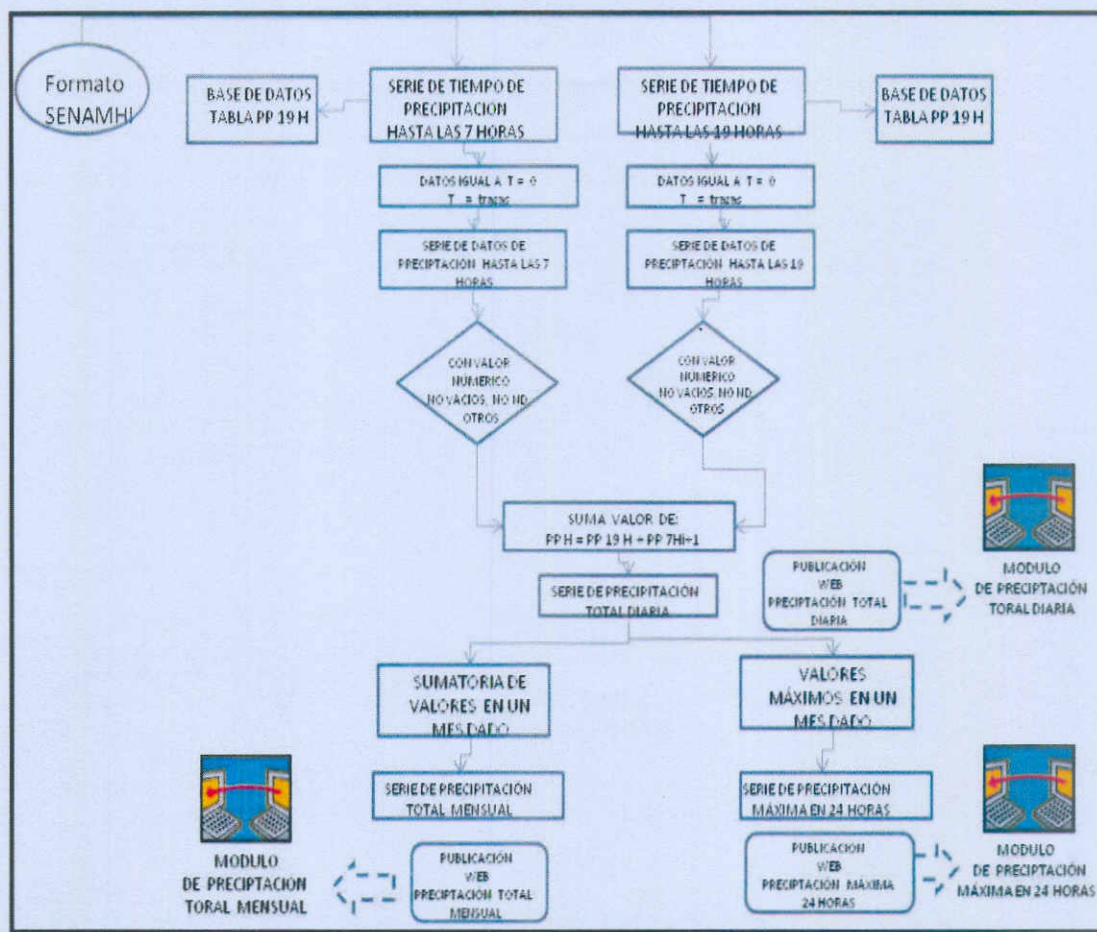 Formato
SENAMHI
BASE DE DATOS
TABLA PP 19 H
SERIE DE TIEMPO DE
PRECIPITACION
HASTA LAS 7 HORAS
SERIE DE TIEMPO DE
PRECIPITACION
HASTA LAS 19 HORAS
BASE DE DATOS
TABLA PP 19 H
DATOS IGUAL A T = 0
T = trazas
DATOS IGUAL A T = 0
T = trazas
SERIE DE DATOS DE
PRECIPTACIÓN HASTA LAS 7
HORAS
SERIE DE DATOS DE
PRECIPTACIÓN HASTA LAS 19
HORAS
CON VALOR
NÚMERICO
NO VACIOS, NO ND,
OTROS
CON VALOR
NÚMERICO
NO VACIOS, NO ND,
OTROS
SUMA VALOR DE:
PP H = PP 19 H + PP 7Hi+1
SERIE DE PRECIPITACIÓN
TOTAL DIARIA
PUBLICACIÓN
WEB
PRECIPTACIÓN TOTAL
DIARIA
MODULO
DE PRECIPTACIÓN
TORAL DIARIA
SUMATORIA DE
VALORES EN UN
MES DADO
VALORES
MÁXIMOS EN UN
MES DADO
SERIE DE PRECIPITACIÓN
TOTAL MENSUAL
SERIE DE PRECIPITACIÓN
MÁXIMA EN 24 HORAS
MODULO
DE PRECIPTACION
TORAL MENSUAL
PUBLICACIÓN
WEB
PRECIPTACIÓN TOTAL
MENSUAL
PUBLICACIÓN
WEB
PRECIPTACIÓN MÁXIMA
24 HORAS
MODULO
DE PRECIPTACIÓN
MÁXIMA EN 24 HORAS